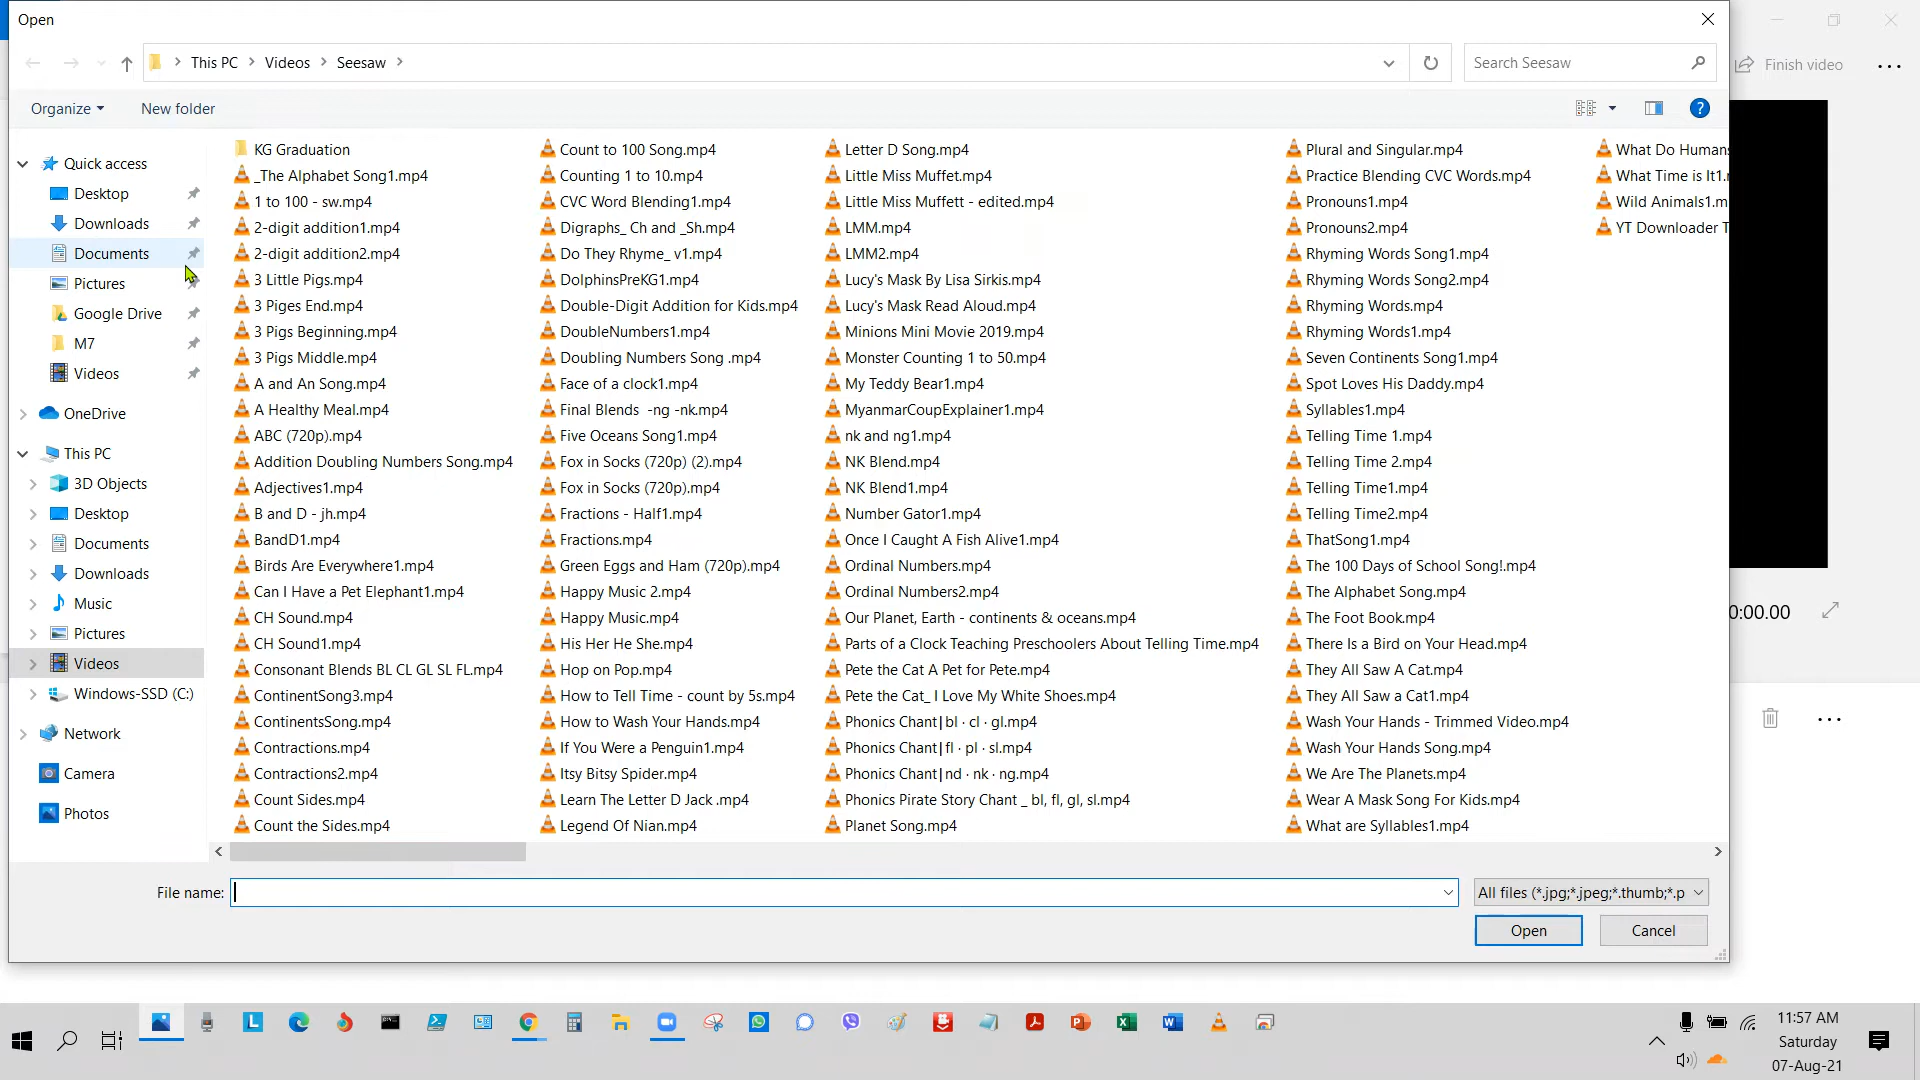 Open
This PC > Videos > Seesaw >
Search Seesaw
Finish video
Organize
New folder
Quick access
Desktop
Downloads
Documents
Pictures
Google Drive
M7
Videos
OneDrive
This PC
3D Objects
Desktop
Documents
Downloads
Music
Pictures
Videos
Windows-SSD (C:)
Network
Camera
Photos
KG Graduation
_The Alphabet Song1.mp4
1 to 100 - sw.mp4
2-digit addition1.mp4
2-digit addition2.mp4
3 Little Pigs.mp4
3 Piges End.mp4
3 Pigs Beginning.mp4
3 Pigs Middle.mp4
A and An Song.mp4
A Healthy Meal.mp4
ABC (720p).mp4
Addition Doubling Numbers Song.mp4
Adjectives1.mp4
B and D - jh.mp4
BandD1.mp4
Birds Are Everywhere1.mp4
Can I Have a Pet Elephant1.mp4
CH Sound.mp4
CH Sound1.mp4
Consonant Blends BL CL GL SL FL.mp4
ContinentSong3.mp4
ContinentsSong.mp4
Contractions.mp4
Contractions2.mp4
Count Sides.mp4
Count the Sides.mp4
Count to 100 Song.mp4
Counting 1 to 10.mp4
CVC Word Blending1.mp4
Digraphs_ Ch and _Sh.mp4
Do They Rhyme_ v1.mp4
DolphinsPreKG1.mp4
Double-Digit Addition for Kids.mp4
DoubleNumbers1.mp4
Doubling Numbers Song .mp4
Face of a clock1.mp4
Final Blends  -ng -nk.mp4
Five Oceans Song1.mp4
Fox in Socks (720p) (2).mp4
Fox in Socks (720p).mp4
Fractions - Half1.mp4
Fractions.mp4
Green Eggs and Ham (720p).mp4
Happy Music 2.mp4
Happy Music.mp4
His Her He She.mp4
Hop on Pop.mp4
How to Tell Time - count by 5s.mp4
How to Wash Your Hands.mp4
If You Were a Penguin1.mp4
Itsy Bitsy Spider.mp4
Learn The Letter D Jack .mp4
Legend Of Nian.mp4
Letter D Song.mp4
Little Miss Muffet.mp4
Little Miss Muffett - edited.mp4
LMM.mp4
LMM2.mp4
Lucy's Mask By Lisa Sirkis.mp4
Lucy's Mask Read Aloud.mp4
Minions Mini Movie 2019.mp4
Monster Counting 1 to 50.mp4
My Teddy Bear1.mp4
MyanmarCoupExplainer1.mp4
nk and ng1.mp4
NK Blend.mp4
NK Blend1.mp4
Number Gator1.mp4
Once I Caught A Fish Alive1.mp4
Ordinal Numbers.mp4
Ordinal Numbers2.mp4
Our Planet, Earth - continents & oceans.mp4
Parts of a Clock Teaching Preschoolers About Telling Time.mp4
Pete the Cat A Pet for Pete.mp4
Pete the Cat_ I Love My White Shoes.mp4
Phonics Chant|bl · cl · gl.mp4
Phonics Chant|fl · pl · sl.mp4
Phonics Chant|nd · nk · ng.mp4
Phonics Pirate Story Chant _ bl, fl, gl, sl.mp4
Planet Song.mp4
Plural and Singular.mp4
Practice Blending CVC Words.mp4
Pronouns1.mp4
Pronouns2.mp4
Rhyming Words Song1.mp4
Rhyming Words Song2.mp4
Rhyming Words.mp4
Rhyming Words1.mp4
Seven Continents Song1.mp4
Spot Loves His Daddy.mp4
Syllables1.mp4
Telling Time 1.mp4
Telling Time 2.mp4
Telling Time1.mp4
Telling Time2.mp4
ThatSong1.mp4
The 100 Days of School Song!.mp4
The Alphabet Song.mp4
The Foot Book.mp4
There Is a Bird on Your Head.mp4
They All Saw A Cat.mp4
They All Saw a Cat1.mp4
Wash Your Hands - Trimmed Video.mp4
Wash Your Hands Song.mp4
We Are The Planets.mp4
Wear A Mask Song For Kids.mp4
What are Syllables1.mp4
What Do Humans
What Time is It1.
Wild Animals1.m
YT Downloader T
0:00.00
File name:
All files (*.jpg;*.jpeg;*.thumb;*.p
Open
Cancel
11:57 AM
Saturday
07-Aug-21